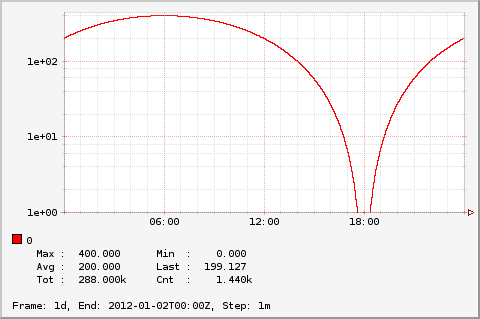 1e+02
1e+01
1e+00
06:00 12:00 18:00
0
Max : 400.000 Min : 0.000
Avg : 200.000 Last : 199.127
Tot : 288.000k Cnt : 1.440k
Frame: 1d, End: 2012-01-02T00:00Z, Step: 1m